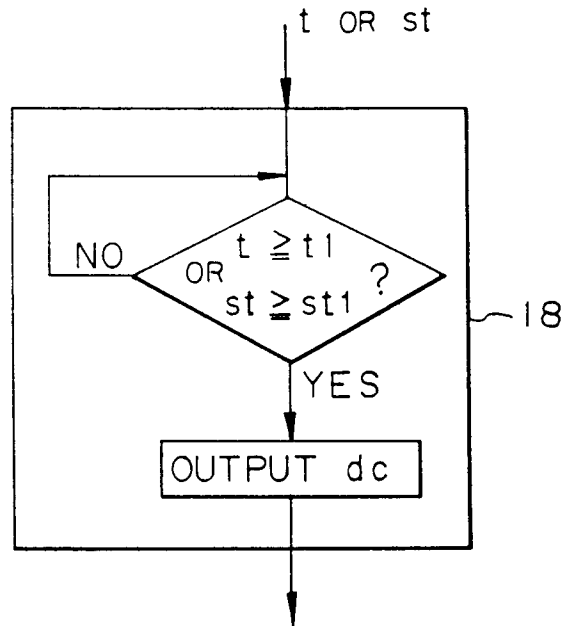 t OR st
t ≧ t1
NO
OR
?
st ≧ st1
18
YES
OUTPUT dc